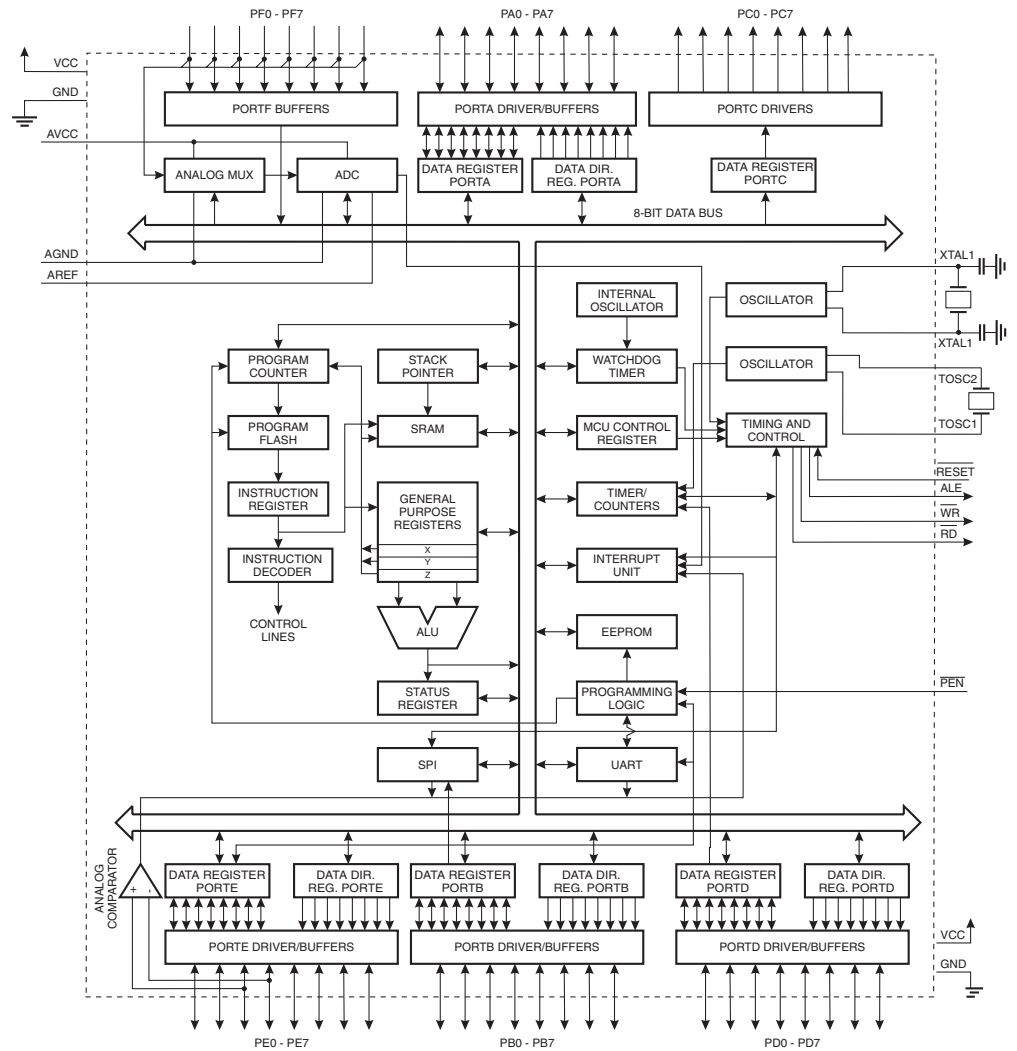 PF0 - PF7
PA0 - PA7
PC0 - PC7
VCC
GND
PORTF BUFFERS
PORTA DRIVER/BUFFERS
PORTC DRIVERS
AVCC
ANALOG MUX
ADC
DATA REGISTER
PORTA
DATA DIR.
REG. PORTA
DATA REGISTER
PORTC
8-BIT DATA BUS
AGND
AREF
XTAL1
INTERNAL
OSCILLATOR
OSCILLATOR
XTAL1
PROGRAM
COUNTER
STACK
POINTER
WATCHDOG
TIMER
OSCILLATOR
TOSC2
TOSC1
PROGRAM
FLASH
SRAM
MCU CONTROL
REGISTER
TIMING AND
CONTROL
RESET
ALE
WR
RD
INSTRUCTION
REGISTER
GENERAL
PURPOSE
REGISTERS
X
Y
Z
TIMER/
COUNTERS
INSTRUCTION
DECODER
INTERRUPT
UNIT
CONTROL
LINES
ALU
EEPROM
STATUS
REGISTER
PROGRAMMING
LOGIC
PEN
SPI
UART
ANALOG
COMPARATOR
+
-
DATA REGISTER
PORTE
DATA DIR.
REG. PORTE
DATA REGISTER
PORTB
DATA DIR.
REG. PORTB
DATA REGISTER
PORTD
DATA DIR.
REG. PORTD
PORTE DRIVER/BUFFERS
PORTB DRIVER/BUFFERS
PORTD DRIVER/BUFFERS
VCC
GND
PE0 - PE7
PB0 - PB7
PD0 - PD7